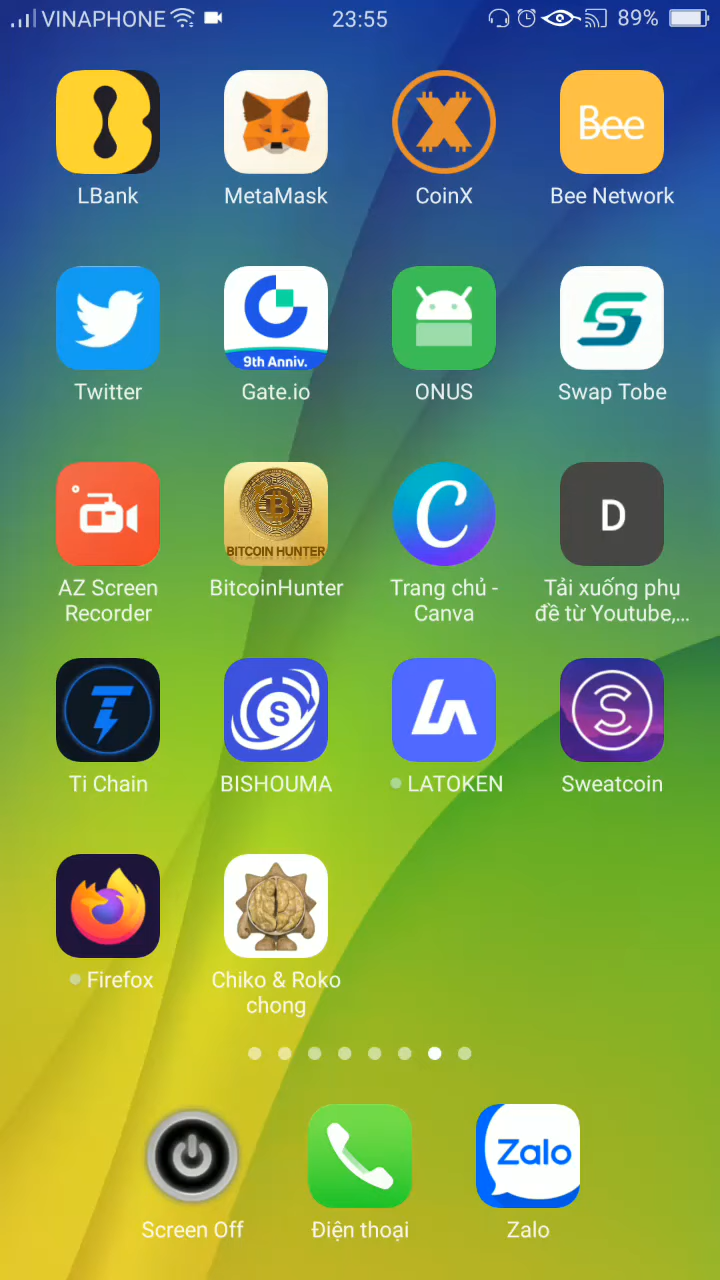 VINAPHONE 23:55 89%
Bee
LBank MetaMask CoinX Bee Network
9th Anniv.
Twitter Gate.io ONUS Swap Tobe
BITCOIN HUNTER D
AZ Screen Recorder
BitcoinHunter
Trang chủ - Canva
Tải xuống phụ đề từ Youtube,...
Ti Chain BISHOUMA LATOKEN Sweatcoin
Firefox
Chiko & Roko chong
Zalo
Screen Off Điện thoại Zalo